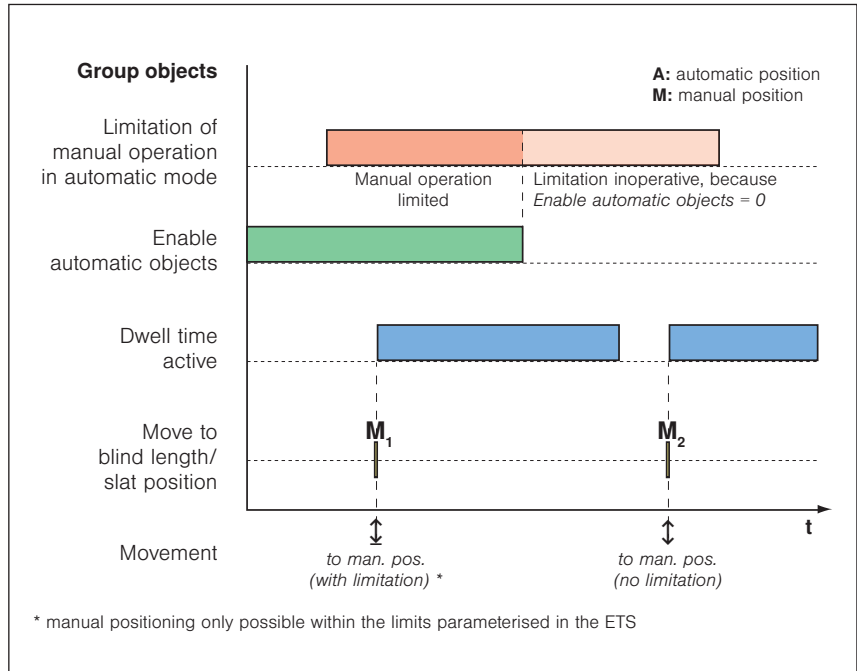 Group objects
A: automatic position
M: manual position
Limitation of
manual operation
in automatic mode
Manual operation
limited
Limitation inoperative, because
Enable automatic objects = 0
Enable
automatic objects
Dwell time
active
Move to
blind length/
slat position
M1
M2
t
Movement
to man. pos.
(with limitation) *
to man. pos.
(no limitation)
* manual positioning only possible within the limits parameterised in the ETS